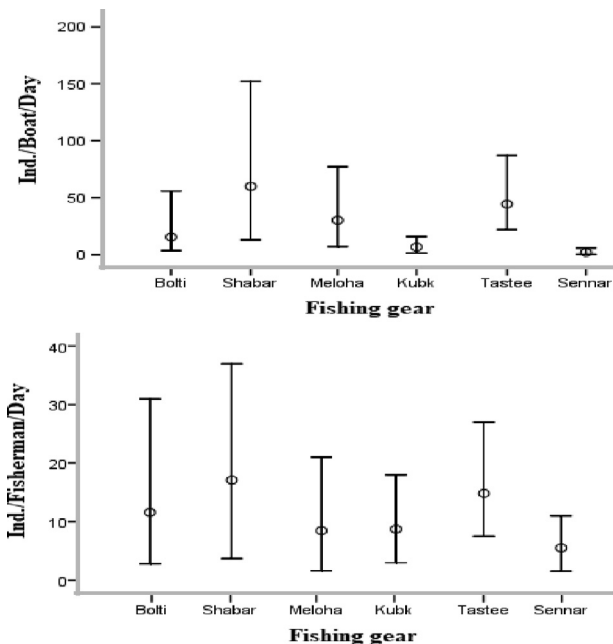 200
150
100
50
0
Ind./Boat/Day
Bolti Shabar Meloha Kubk Tastee Sennar
Fishing gear
40
30
20
10
0
Ind./Fisherman/Day
Bolti Shabar Meloha Kubk Tastee Sennar
Fishing gear